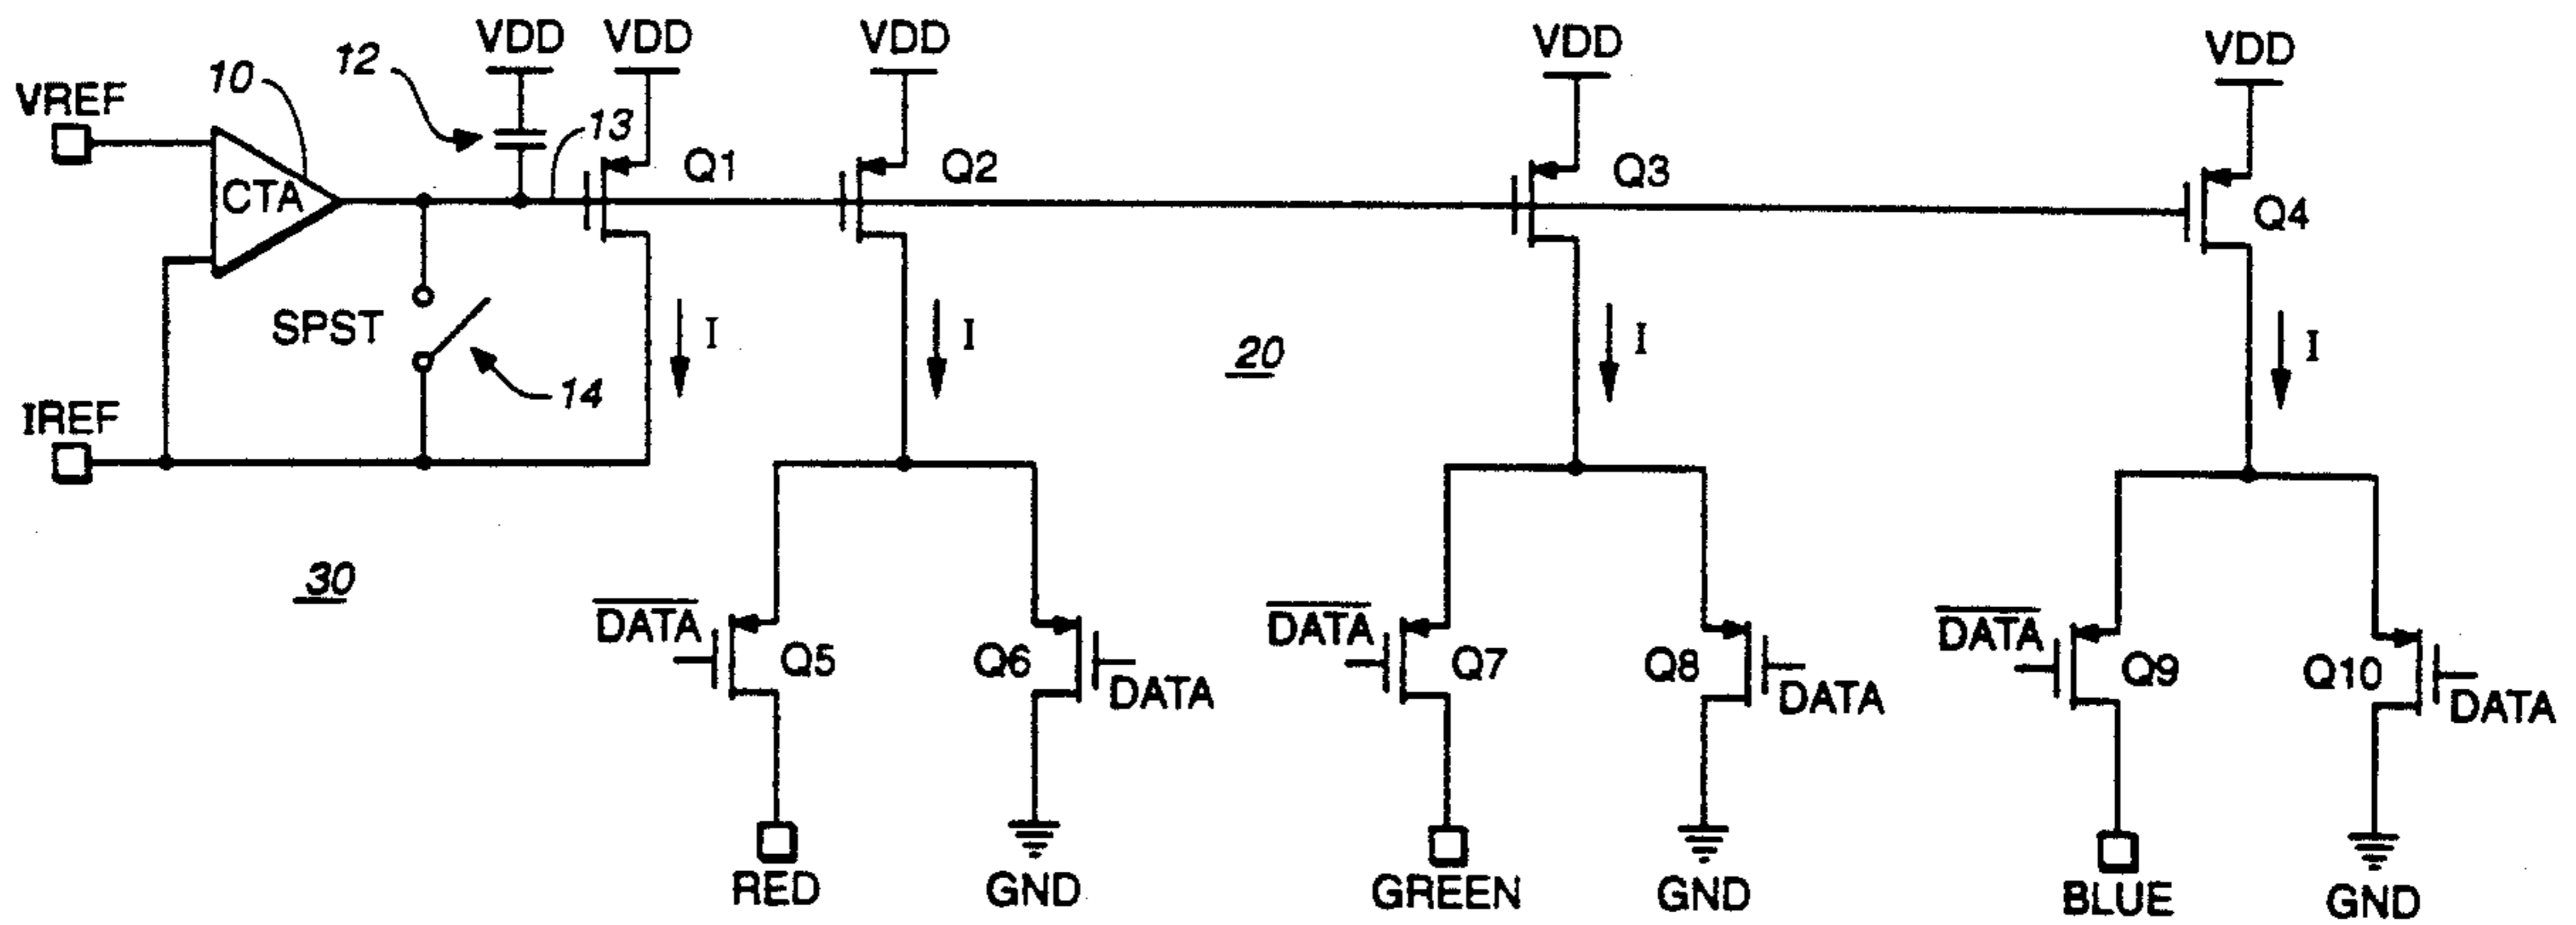 VDD VDD VDD VDD VDD
12
10
VREF
13
Q1 Q2 Q3 Q4
CTA
SPST
I I I I
20
14
IREF
30
DATA DATA DATA
Q5 Q6 Q7 Q8 Q9 Q10
DATA DATA DATA
RED GND GREEN GND BLUE GND